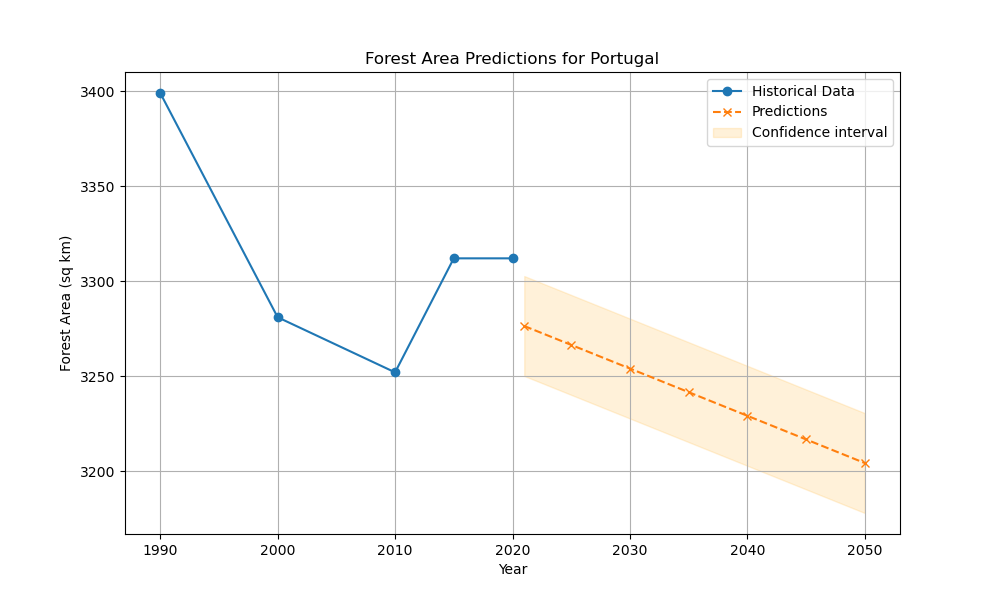 Forest Area Predictions for Portugal
Historical Data
Predictions
Confidence interval
Forest Area (sq km)
3400
3350
3300
3250
3200
1990 2000 2010 2020 2030 2040 2050
Year